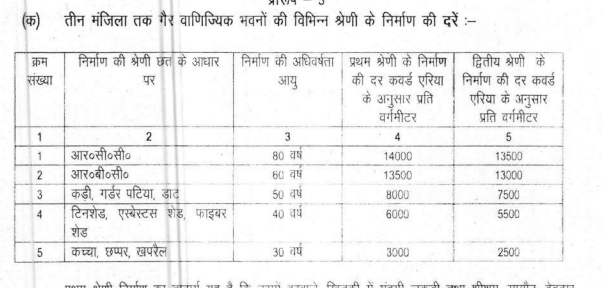 प्रारूप – 5
(क) तीन मंजिला तक गैर वाणिज्यिक भवनों की विभिन्न श्रेणी के निर्माण की दरें :–
क्रम संख्या | निर्माण की श्रेणी छत के आधार पर | निर्माण की अधिवर्षता आयु | प्रथम श्रेणी के निर्माण की दर कवर्ड एरिया के अनुसार प्रति वर्गमीटर | द्वितीय श्रेणी के निर्माण की दर कवर्ड एरिया के अनुसार प्रति वर्गमीटर
1 | 2 | 3 | 4 | 5
1 | आर०सी०सी० | 80 वर्ष | 14000 | 13500
2 | आर०बी०सी० | 60 वर्ष | 13500 | 13000
3 | कड़ी, गर्डर पटिया, डाट | 50 वर्ष | 8000 | 7500
4 | टिनशेड, एस्बेस्टस शेड, फाइबर शेड | 40 वर्ष | 6000 | 5500
5 | कच्चा, छप्पर, खपरैल | 30 वर्ष | 3000 | 2500